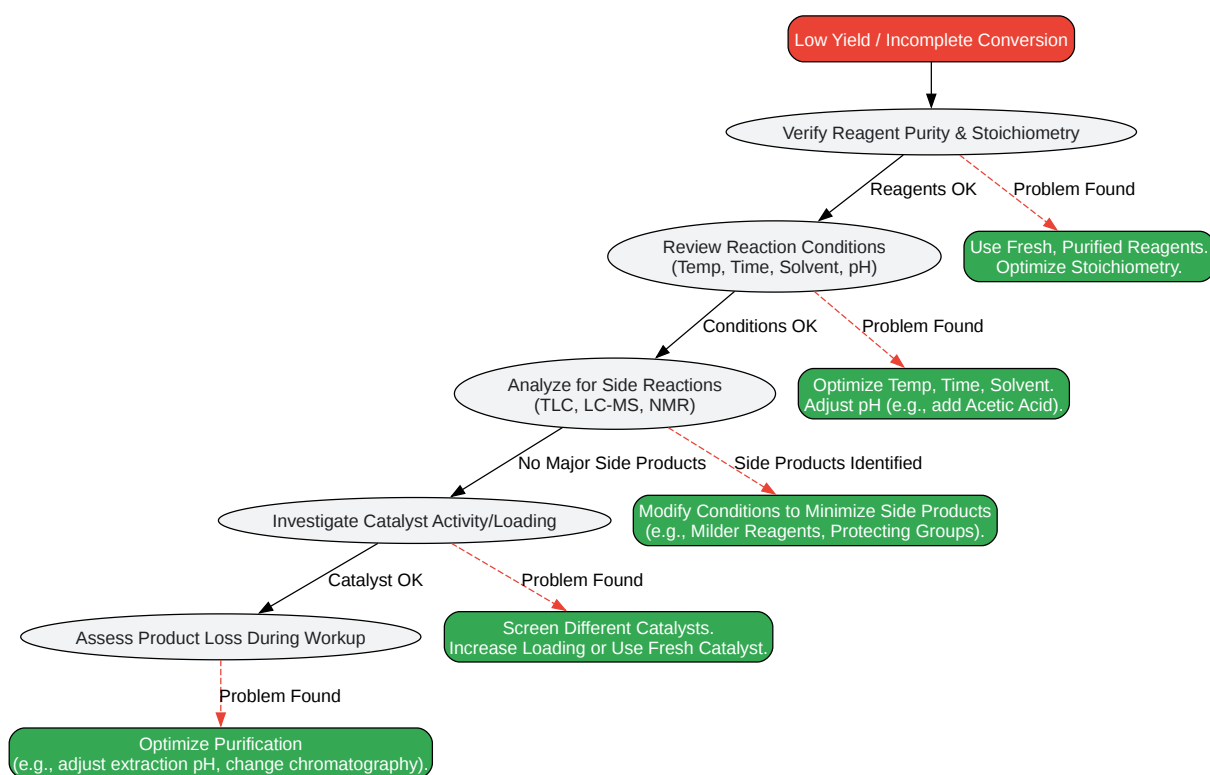 Low Yield / Incomplete Conversion
Verify Reagent Purity & Stoichiometry
Reagents OK
Problem Found
Review Reaction Conditions
(Temp, Time, Solvent, pH)
Use Fresh, Purified Reagents.
Optimize Stoichiometry.
Conditions OK
Problem Found
Analyze for Side Reactions
(TLC, LC-MS, NMR)
Optimize Temp, Time, Solvent.
Adjust pH (e.g., add Acetic Acid).
No Major Side Products
Side Products Identified
Investigate Catalyst Activity/Loading
Modify Conditions to Minimize Side Products
(e.g., Milder Reagents, Protecting Groups).
Catalyst OK
Problem Found
Assess Product Loss During Workup
Screen Different Catalysts.
Increase Loading or Use Fresh Catalyst.
Problem Found
Optimize Purification
(e.g., adjust extraction pH, change chromatography).